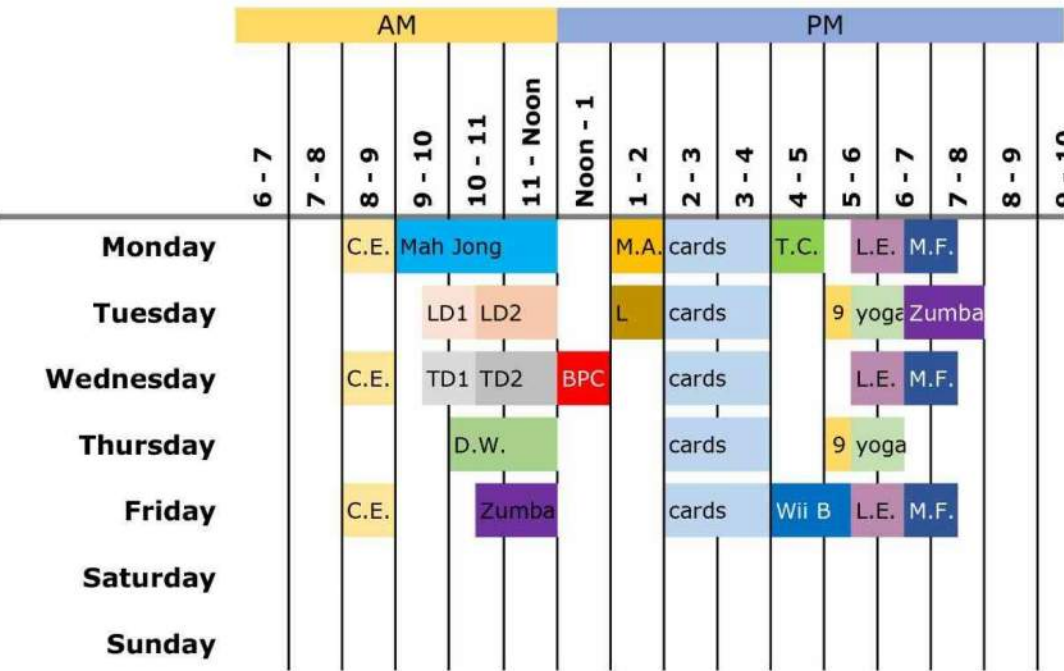 AM PM
6 - 7 7 - 8 8 - 9 9 - 10 10 - 11 11 - Noon Noon - 1 1 - 2 2 - 3 3 - 4 4 - 5 5 - 6 6 - 7 7 - 8 8 - 9 9 - 10
Monday C.E. Mah Jong M.A. cards T.C. L.E. M.F.
Tuesday LD1 LD2 L cards 9 yoga Zumba
Wednesday C.E. TD1 TD2 BPC cards L.E. M.F.
Thursday D.W. cards 9 yoga
Friday C.E. Zumba cards Wii B L.E. M.F.
Saturday
Sunday